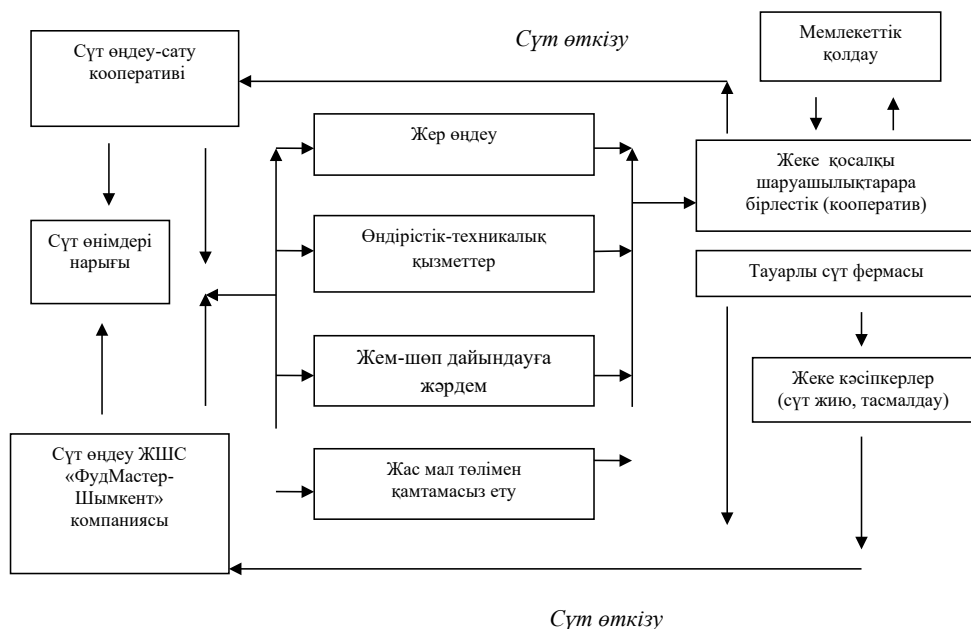 Сүт өңдеу-сату
кооперативі
Сүт өткізу
Мемлекеттік
қолдау
Жер өңдеу
Жеке қосалқы
шаруашылықтарара
бірлестік (кооператив)
Сүт өнімдері
нарығы
Өндірістік-техникалық
қызметтер
Тауарлы сүт фермасы
Жем-шөп дайындауға
жәрдем
Жеке кәсіпкерлер
(сүт жию, тасмалдау)
Сүт өңдеу ЖШС
«ФудМастер-
Шымкент»
компаниясы
Жас мал төлімен
қамтамасыз ету
Сүт өткізу